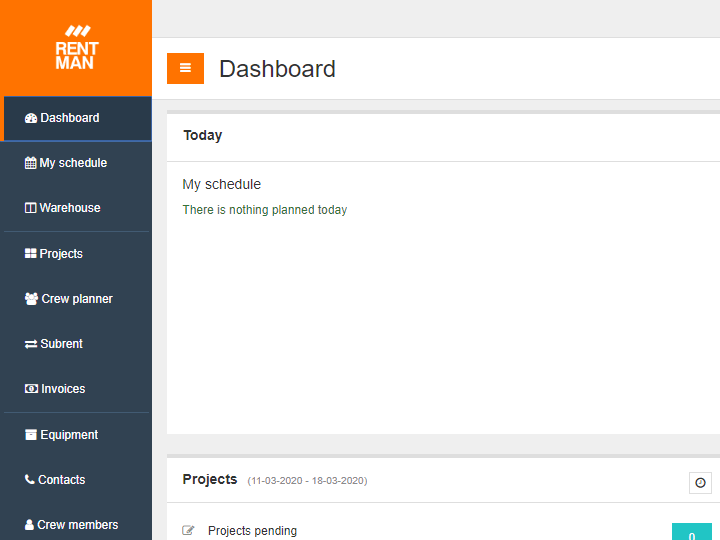 RENT
MAN
Dashboard
My schedule
Warehouse
Projects
Crew planner
Subrent
Invoices
Equipment
Contacts
Crew members
Dashboard
Today
My schedule
There is nothing planned today
Projects (11-03-2020 - 18-03-2020)
Projects pending
0